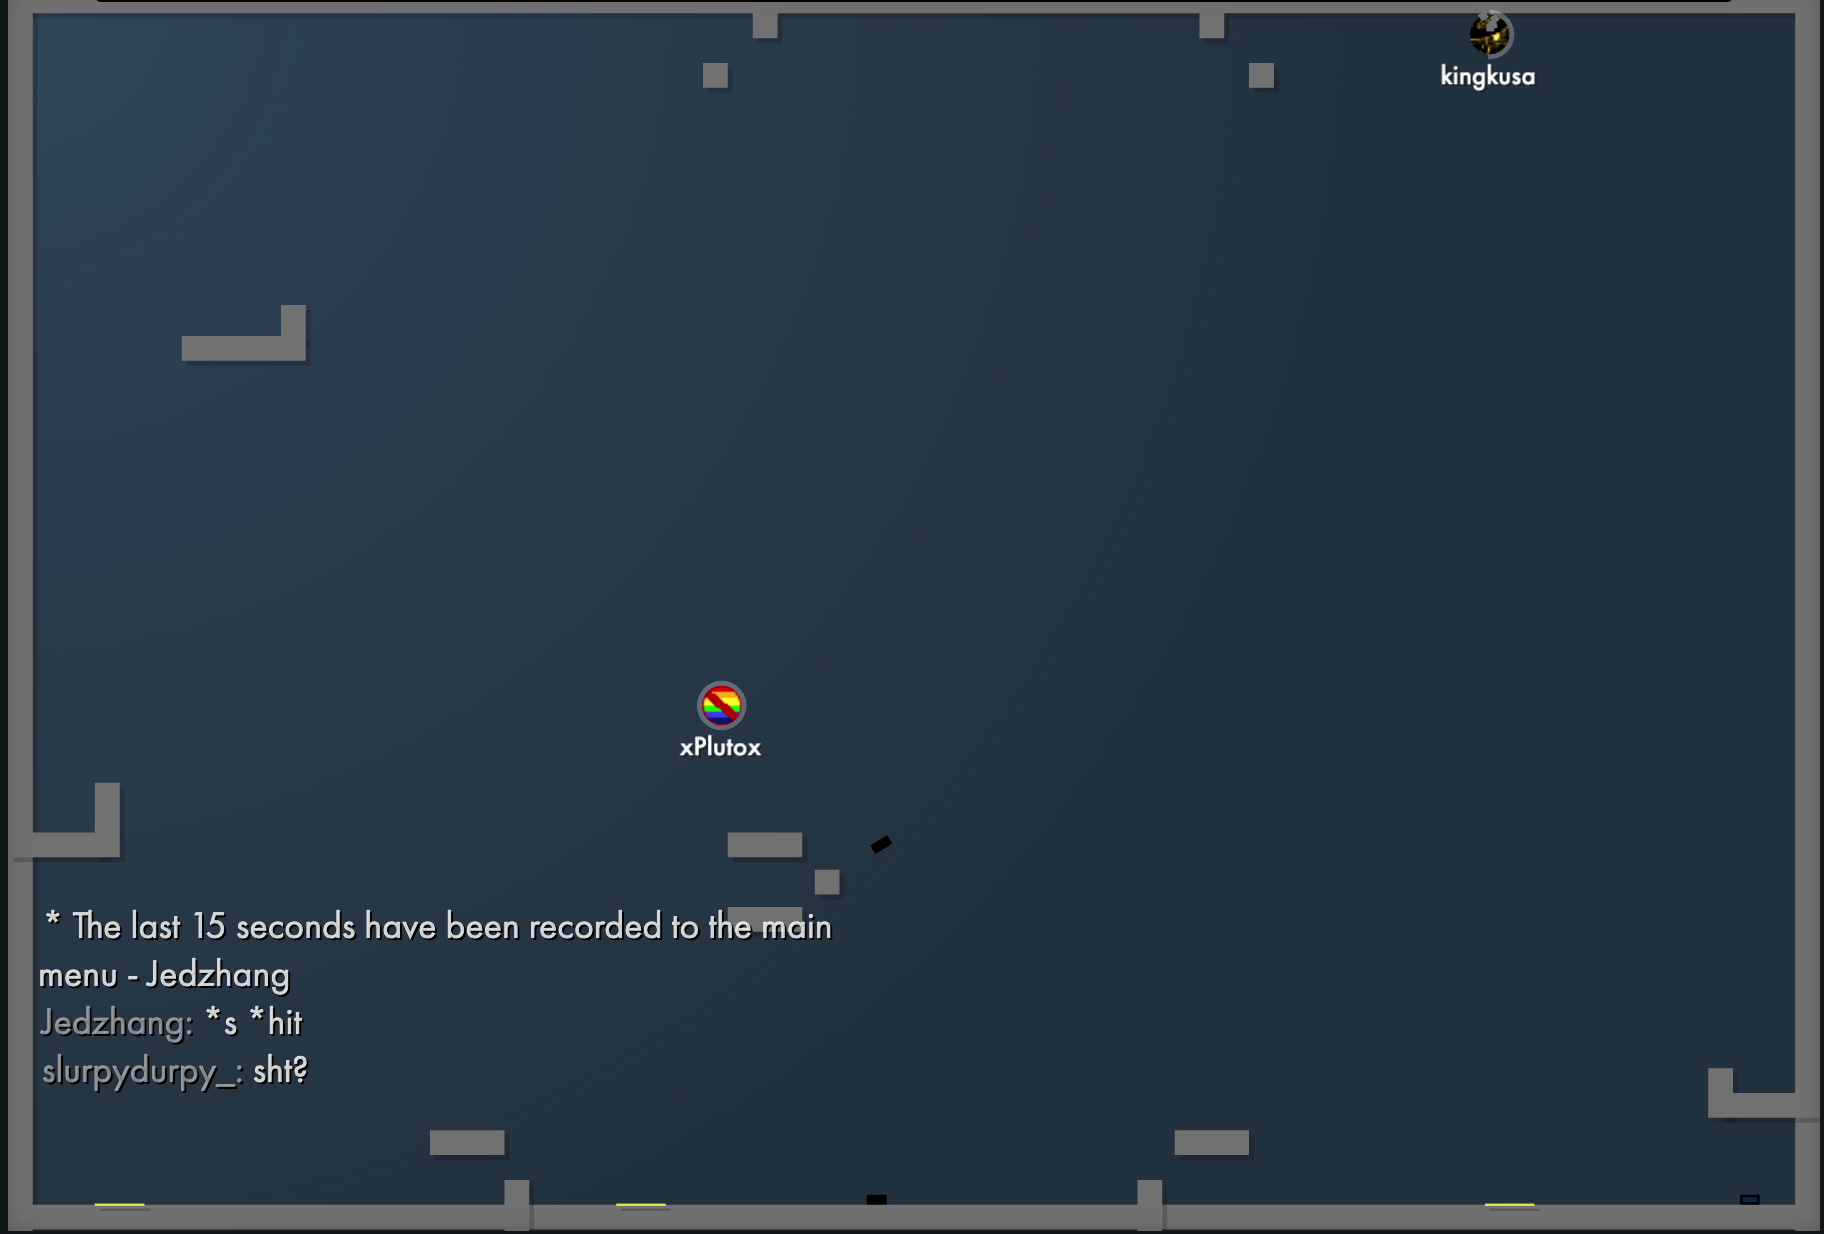 kingkusa
xPlutox
* The last 15 seconds have been recorded to the main
menu - Jedzhang
Jedzhang: *s *hit
slurpydurpy_: sht?